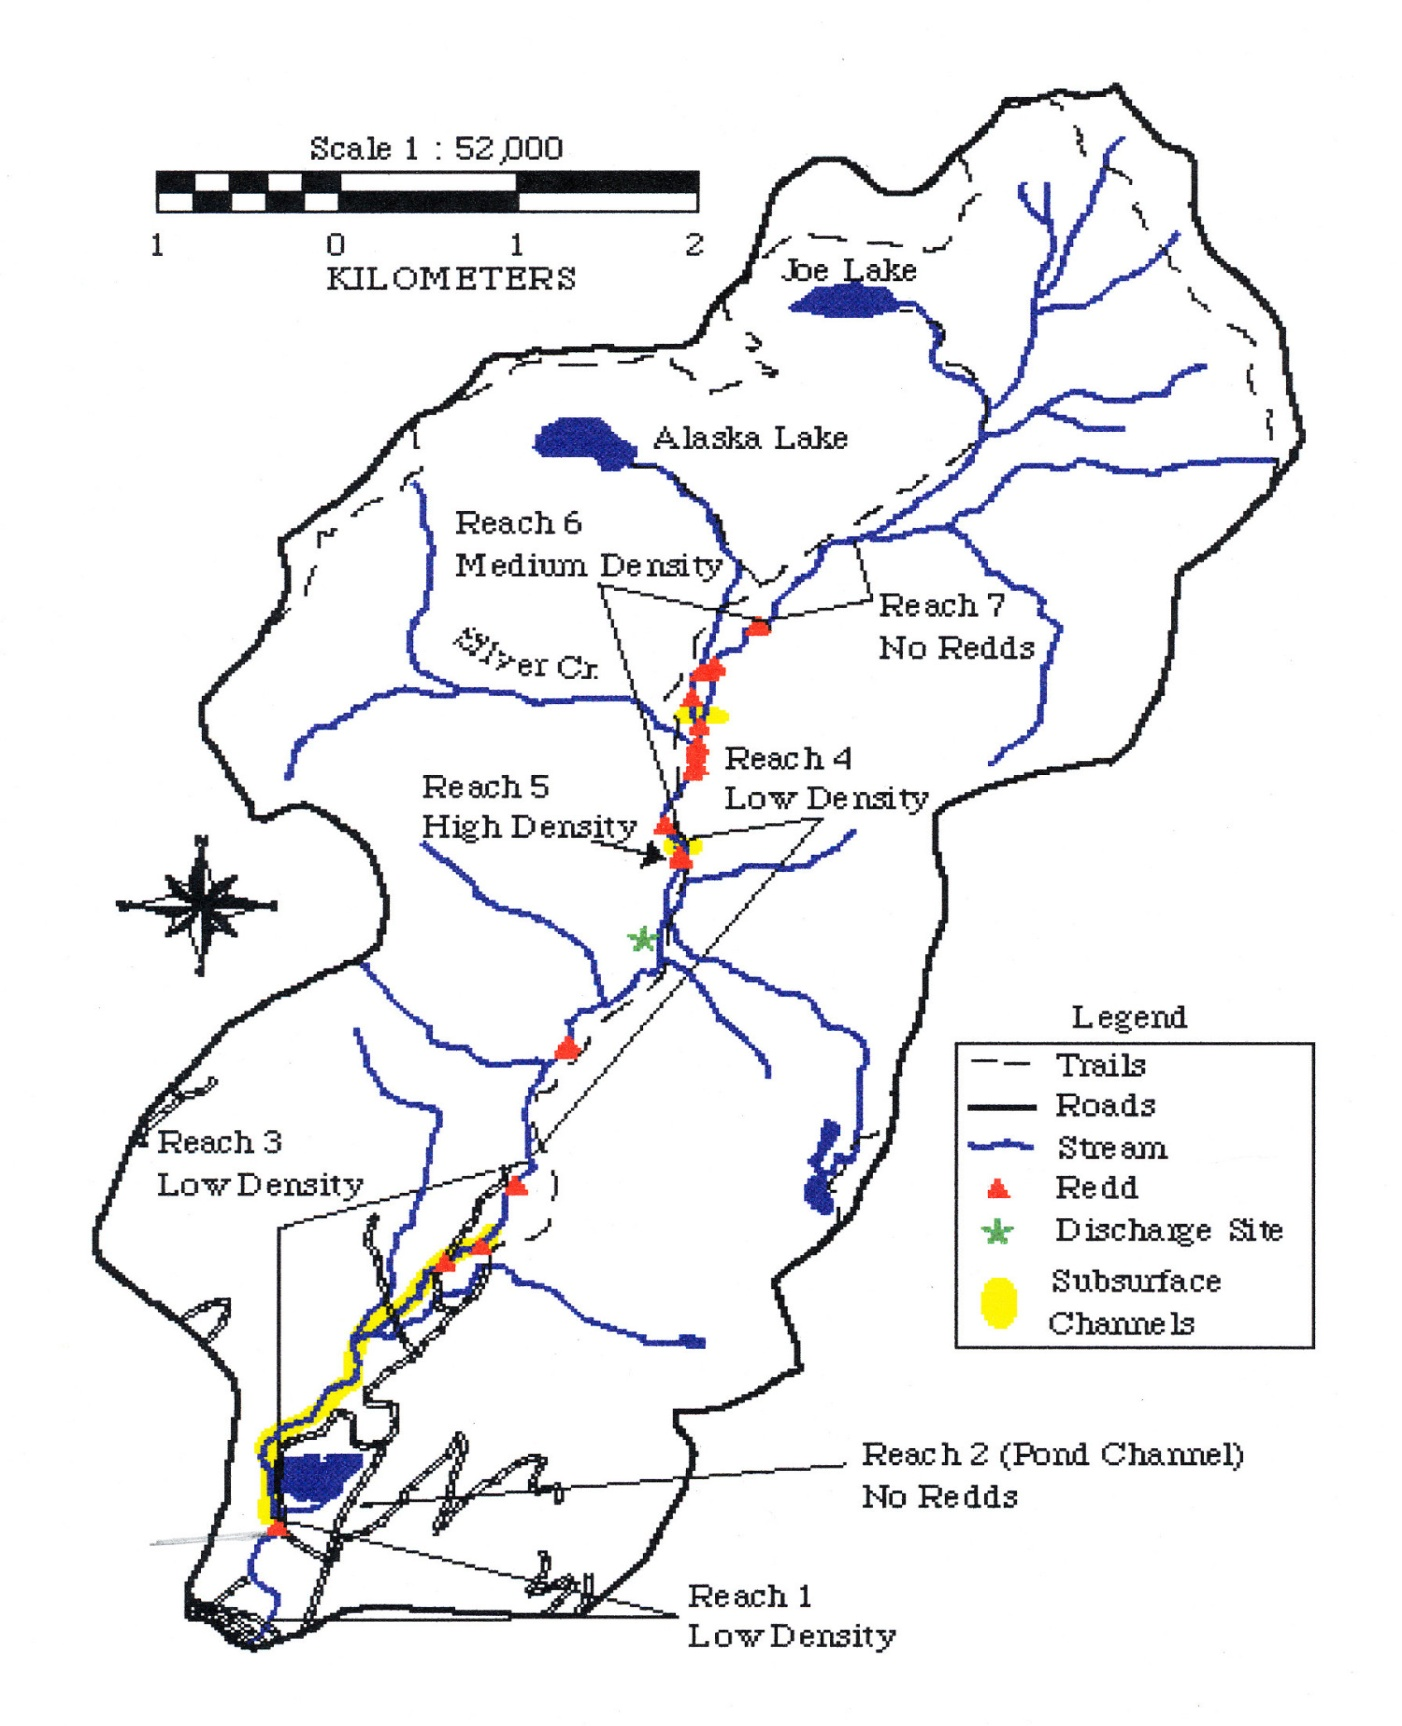 Scale 1 : 52,000
1 0 1 2
KILOMETERS
Joe Lake
Alaska Lake
Reach 6
Medium Density
Reach 7
No Redds
Silver Cr.
Reach 4
Low Density
Reach 5
High Density
N
Legend
Trails
Roads
Stream
Redd
Discharge Site
Subsurface
Channels
Reach 3
Low Density
Reach 2 (Pond Channel)
No Redds
Reach 1
Low Density